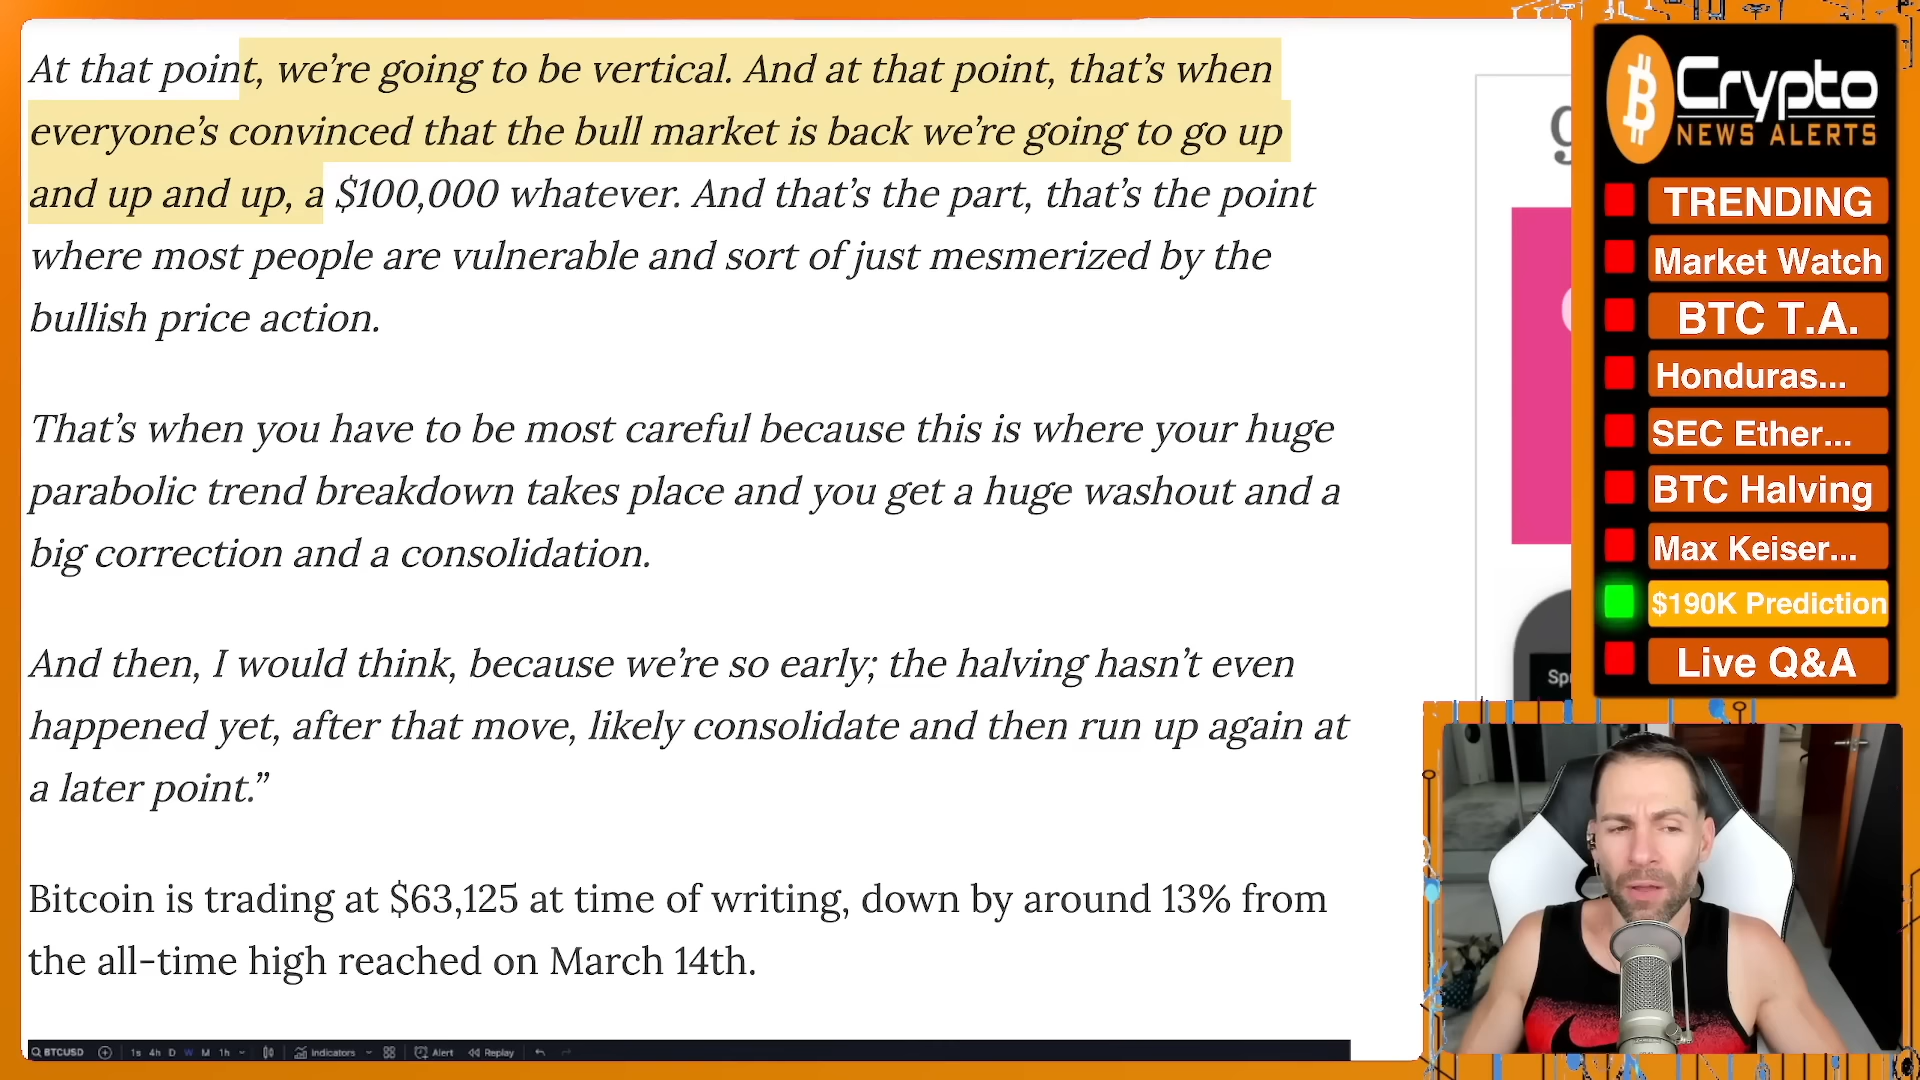 At that point, we’re going to be vertical. And at that point, that’s when
everyone’s convinced that the bull market is back we’re going to go up
and up and up, a $100,000 whatever. And that’s the part, that’s the point
where most people are vulnerable and sort of just mesmerized by the
bullish price action.
That’s when you have to be most careful because this is where your huge
parabolic trend breakdown takes place and you get a huge washout and a
big correction and a consolidation.
And then, I would think, because we’re so early; the halving hasn’t even
happened yet, after that move, likely consolidate and then run up again at
a later point.”
Bitcoin is trading at $63,125 at time of writing, down by around 13% from
the all-time high reached on March 14th.
BTCUSD 1s 4h D W M 1h Indicators Alert Replay
Crypto
NEWS ALERTS
TRENDING
Market Watch
BTC T.A.
Honduras...
SEC Ether...
BTC Halving
Max Keiser...
$190K Prediction
Live Q&A